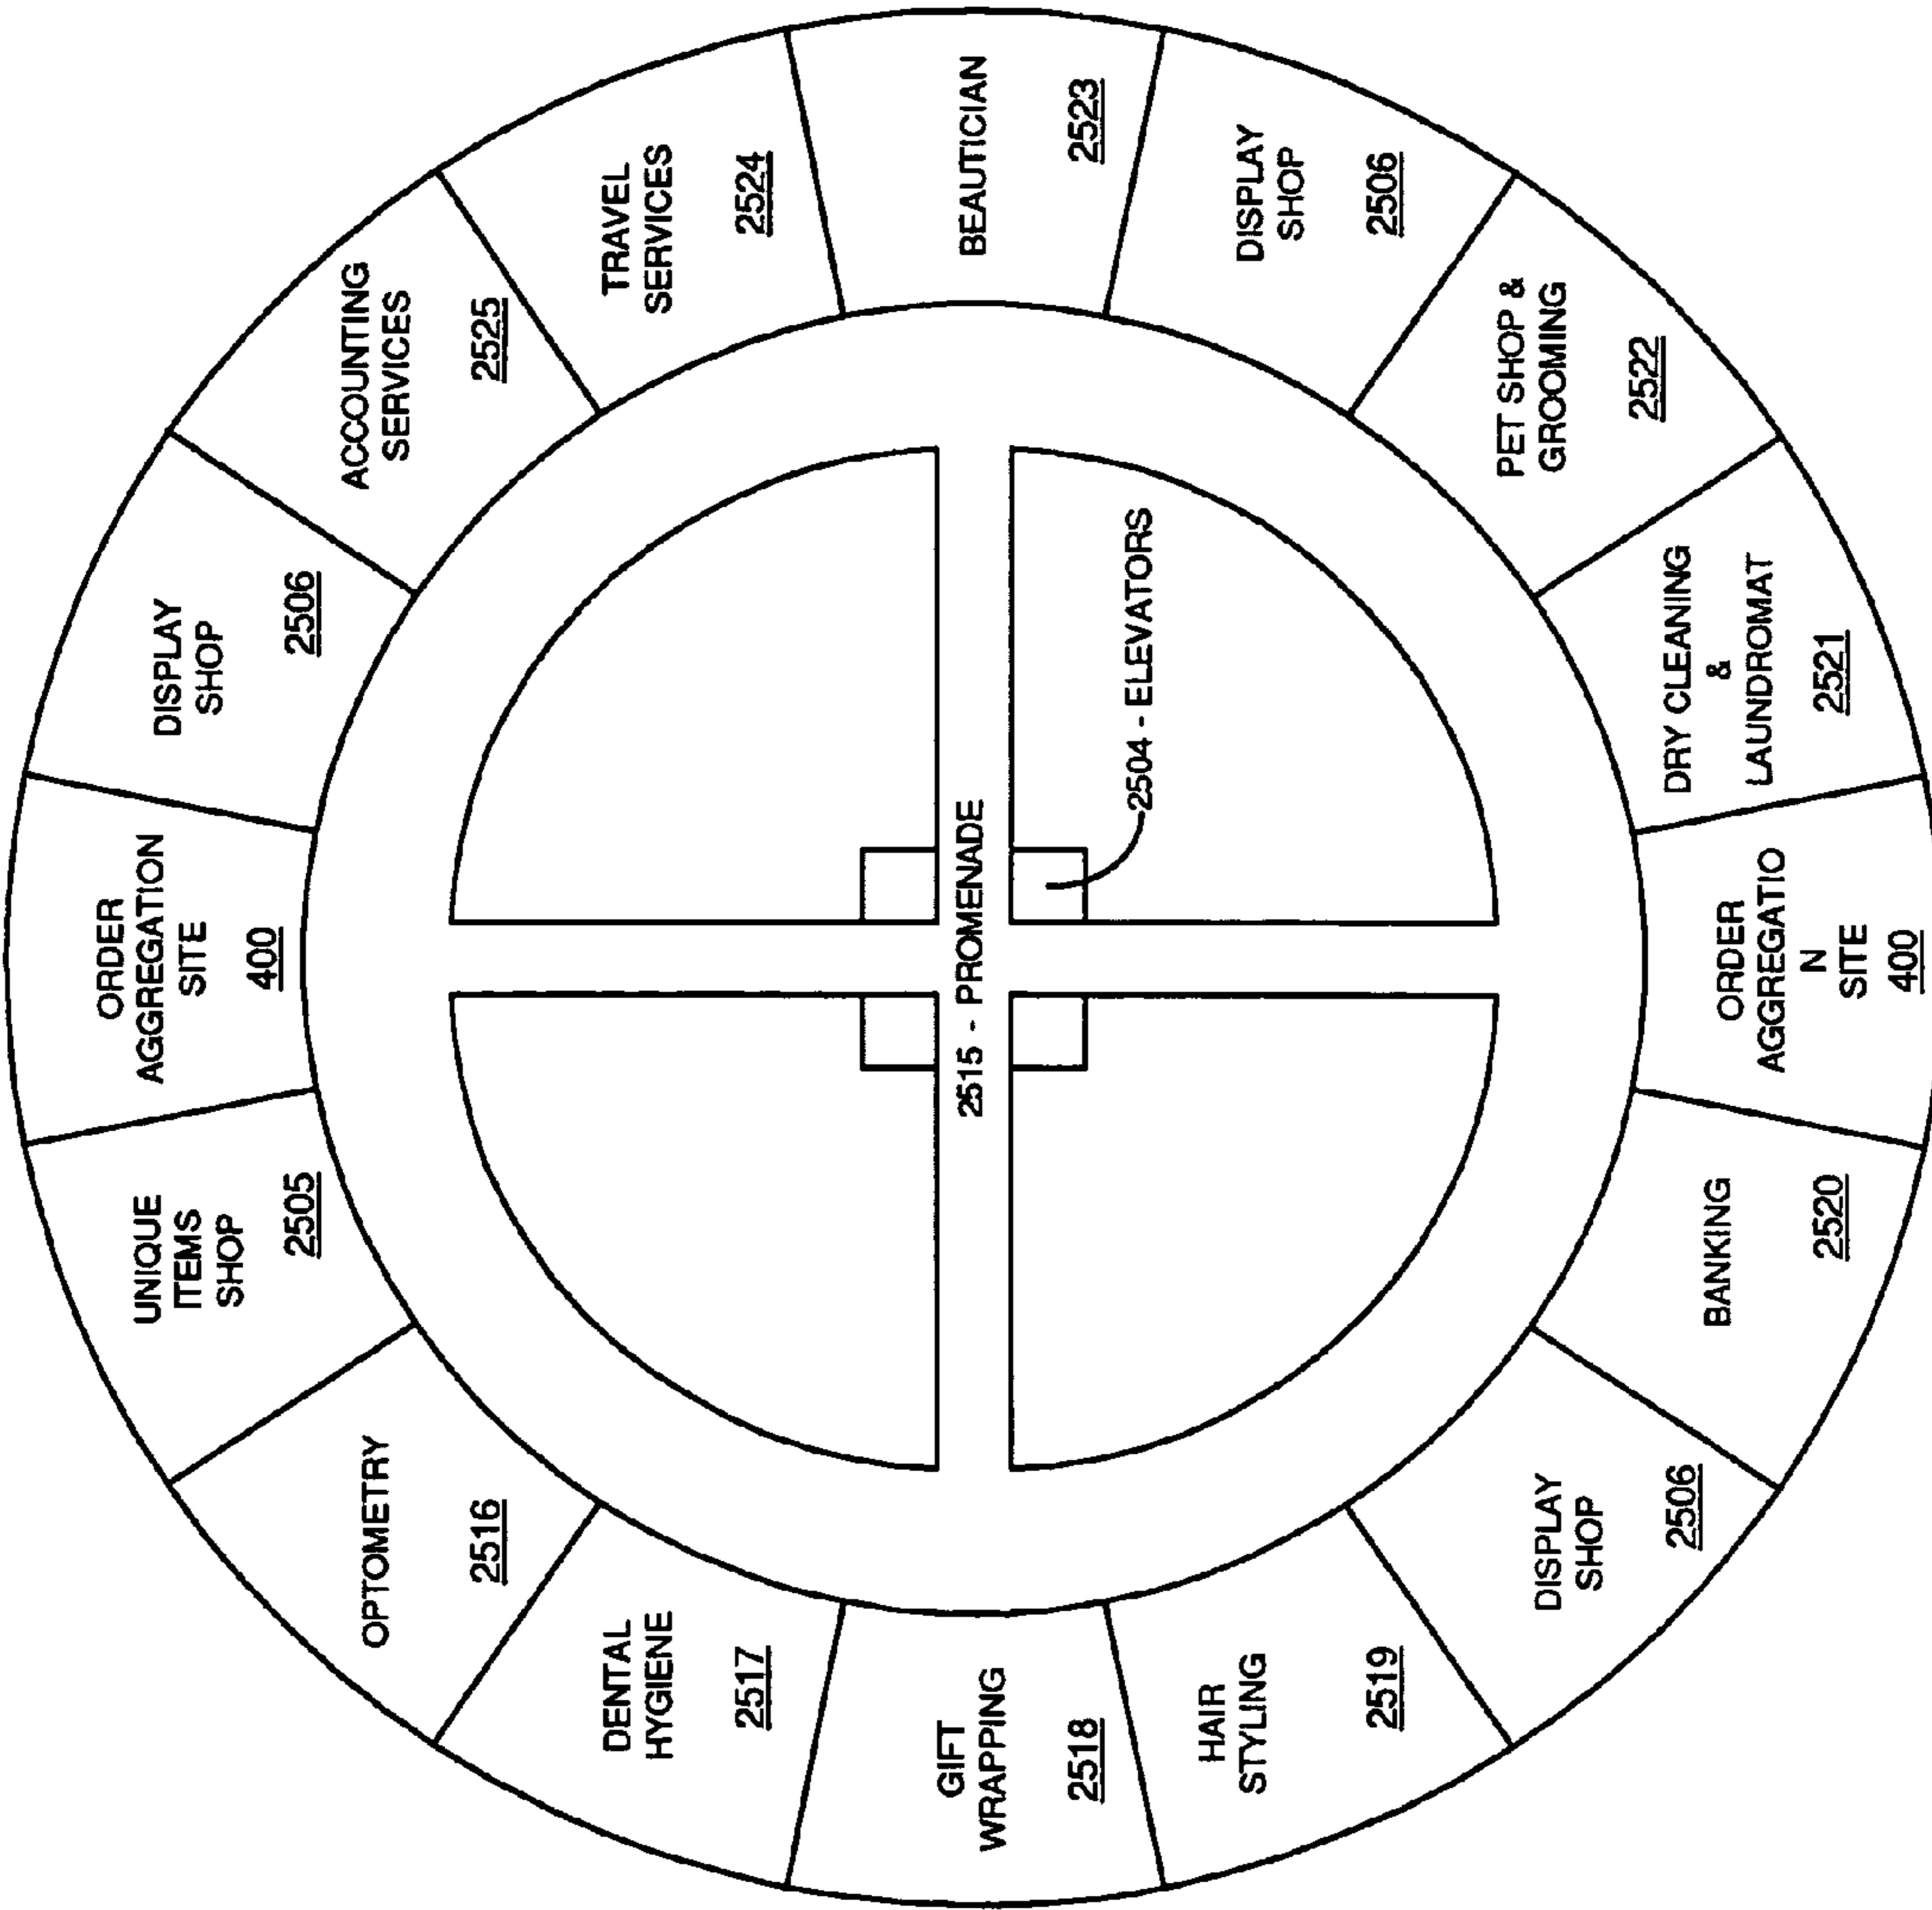 ORDER
AGGREGATION
SITE
400
DISPLAY
SHOP
2506
ACCOUNTING
SERVICES
2525
TRAVEL
SERVICES
2524
BEAUTICIAN
2523
DISPLAY
SHOP
2506
PET SHOP &
GROOMING
2522
DRY CLEANING
&
LAUNDROMAT
2521
ORDER
AGGREGATIO
N
SITE
400
BANKING
2520
DISPLAY
SHOP
2506
HAIR
STYLING
2519
GIFT
WRAPPING
2518
DENTAL
HYGIENE
2517
OPTOMETRY
2516
UNIQUE
ITEMS
SHOP
2505
2515 - PROMENADE
2504 - ELEVATORS